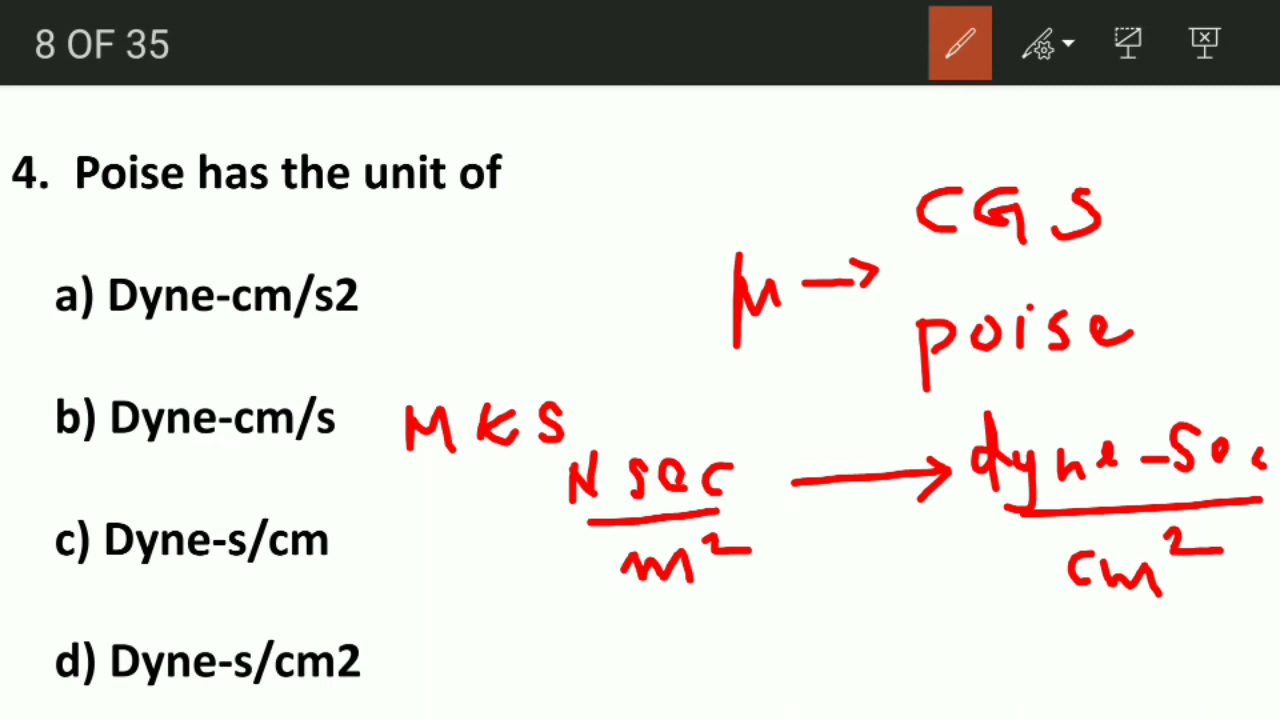 8 OF 35
4. Poise has the unit of
CGS
μ →
poise
a) Dyne-cm/s2
b) Dyne-cm/s
MKS
N sec
m²
→
dyne-sec
cm²
c) Dyne-s/cm
d) Dyne-s/cm2